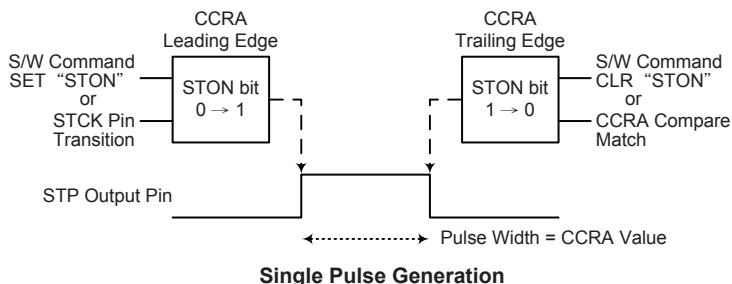 CCRA
Leading Edge
S/W Command
SET “STON”
or
STCK Pin
Transition
STON bit
0 → 1
CCRA
Trailing Edge
STON bit
1 → 0
S/W Command
CLR “STON”
or
CCRA Compare
Match
STP Output Pin
Pulse Width = CCRA Value
Single Pulse Generation